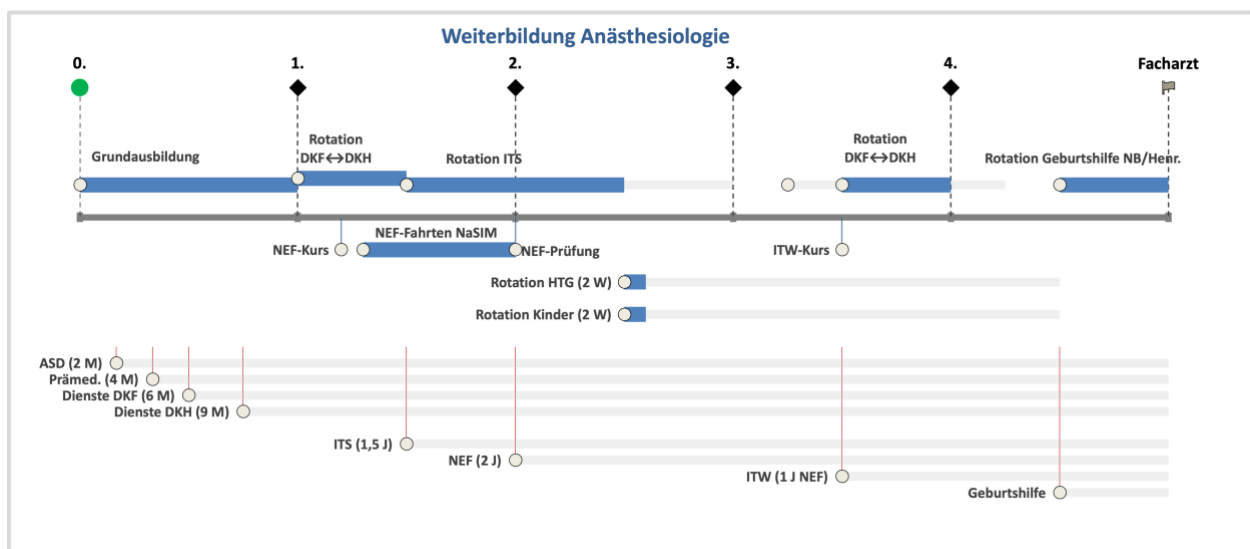 Weiterbildung Anästhesiologie
0.
1.
2.
3.
4.
Facharzt
Grundausbildung
Rotation
DKF↔DKH
Rotation ITS
Rotation
DKF↔DKH
Rotation Geburtshilfe NB/Henr.
NEF-Kurs
NEF-Fahrten NaSIM
NEF-Prüfung
ITW-Kurs
Rotation HTG (2 W)
Rotation Kinder (2 W)
ASD (2 M)
Prämed. (4 M)
Dienste DKF (6 M)
Dienste DKH (9 M)
ITS (1,5 J)
NEF (2 J)
ITW (1 J NEF)
Geburtshilfe